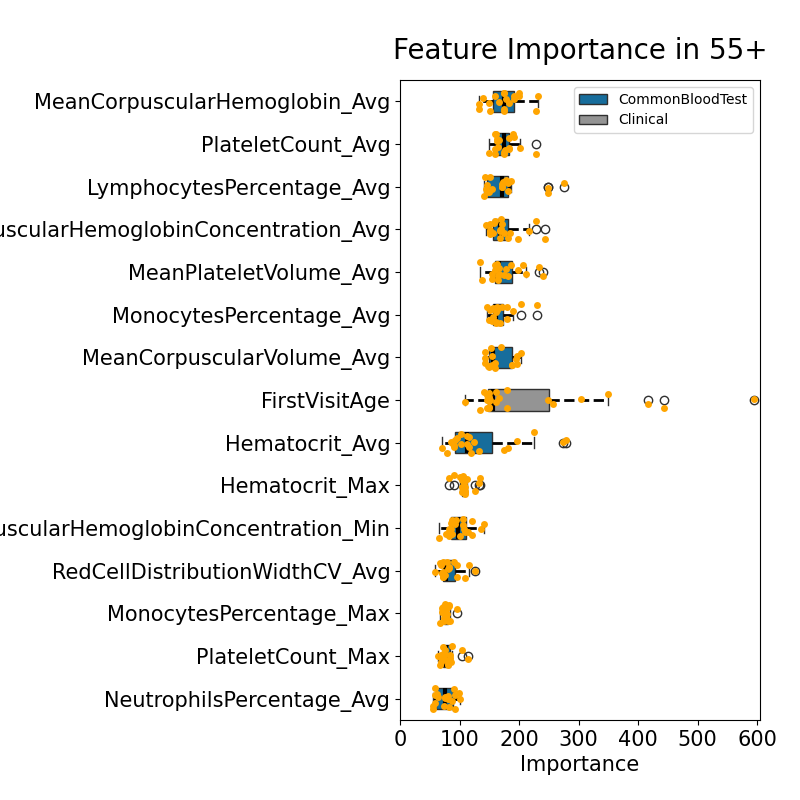 Feature Importance in 55+
MeanCorpuscularHemoglobin_Avg
CommonBloodTest
Clinical
PlateletCount_Avg
LymphocytesPercentage_Avg
uscularHemoglobinConcentration_Avg
MeanPlateletVolume_Avg
MonocytesPercentage_Avg
MeanCorpuscularVolume_Avg
FirstVisitAge
Hematocrit_Avg
Hematocrit_Max
uscularHemoglobinConcentration_Min
RedCellDistributionWidthCV_Avg
MonocytesPercentage_Max
PlateletCount_Max
NeutrophilsPercentage_Avg
0 100 200 300 400 500 600
Importance